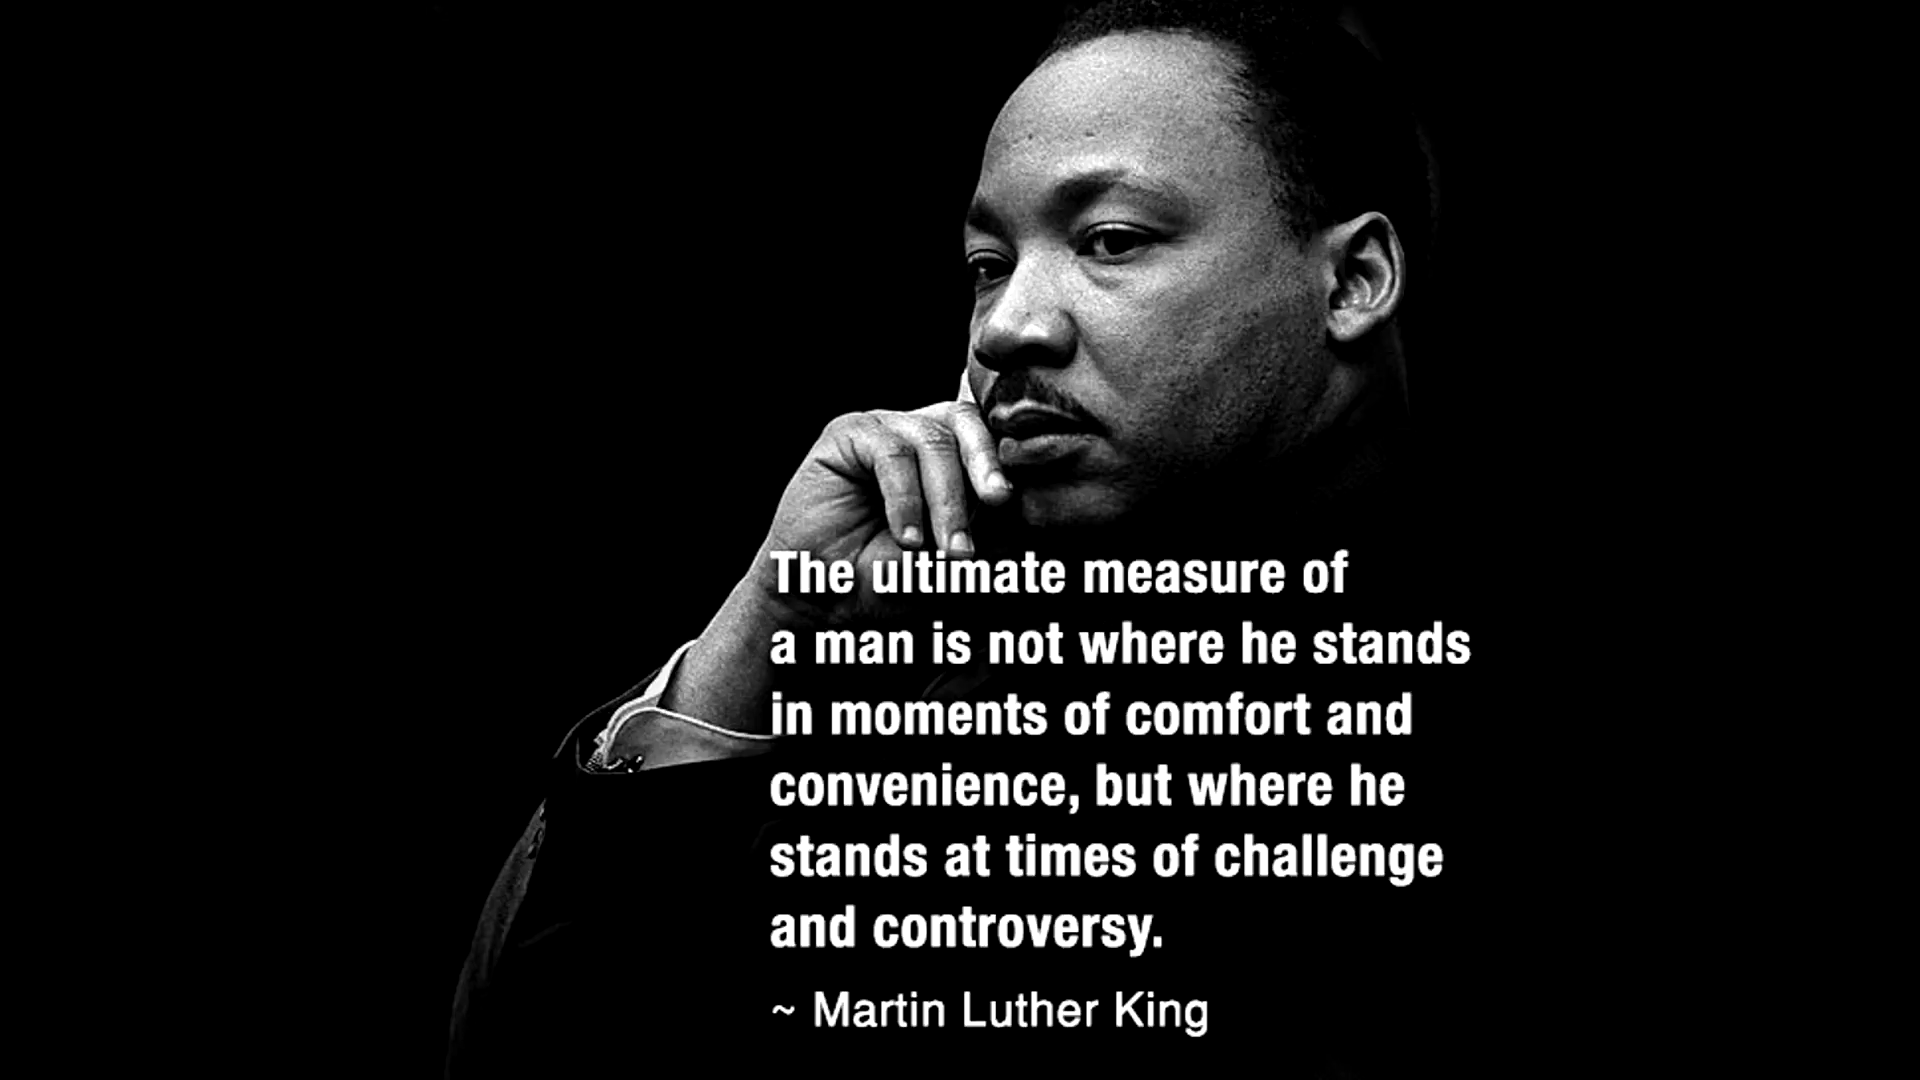 The ultimate measure of
a man is not where he stands
in moments of comfort and
convenience, but where he
stands at times of challenge
and controversy.
~ Martin Luther King